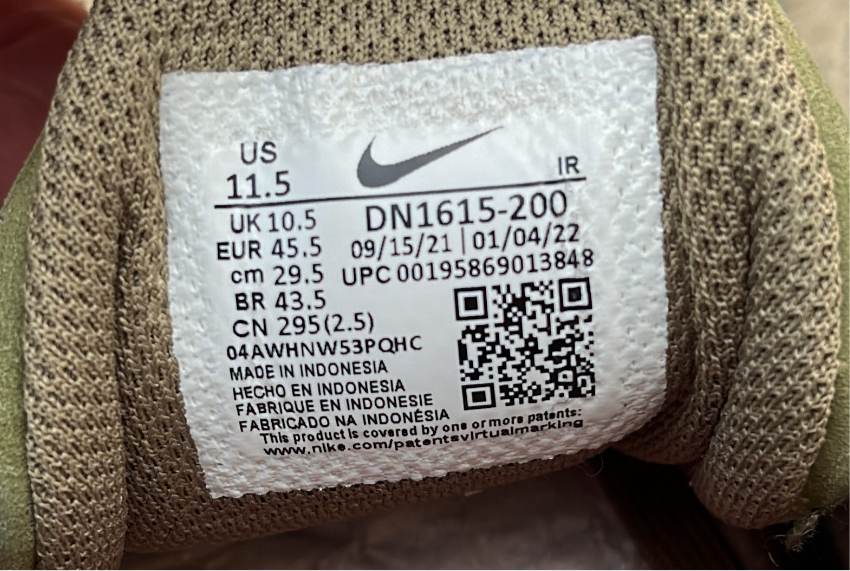 US
11.5
IR
UK 10.5
DN1615-200
EUR 45.5
09/15/21 | 01/04/22
cm 29.5
UPC 00195869013848
BR 43.5
CN 295(2.5)
04AWHNW53PQHC
MADE IN INDONESIA
HECHO EN INDONESIA
FABRIQUE EN INDONESIE
FABRICADO NA INDONÉSIA
This product is covered by one or more patents:
www.nike.com/patentsvirtualmarking